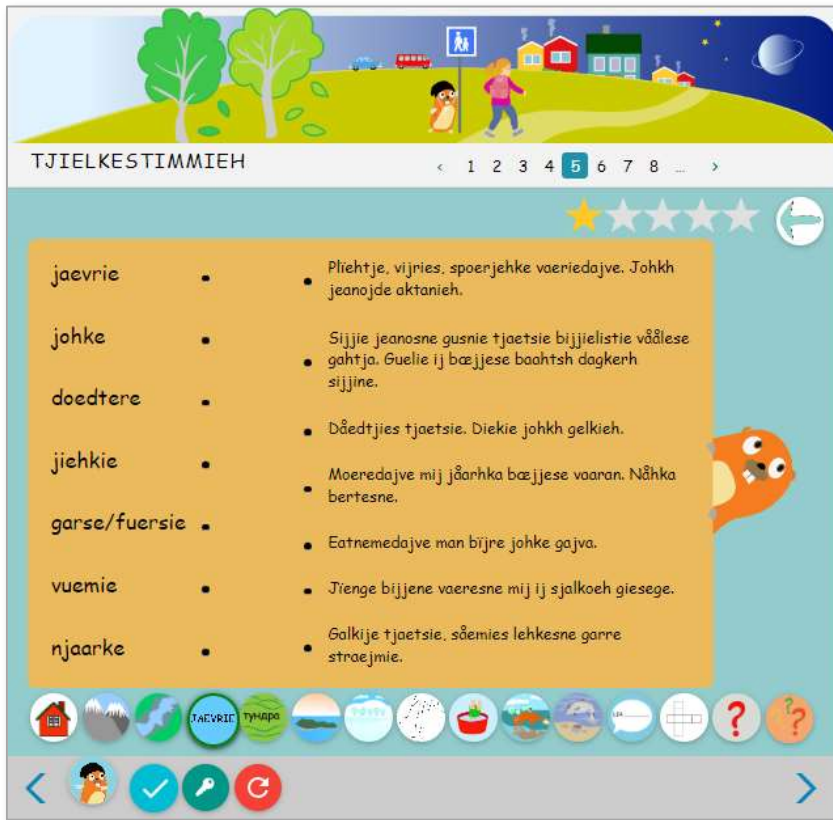 TJIELKESTIMMIEH
‹ 1 2 3 4 5 6 7 8 ... ›
jaevrie
johke
doedtere
jiehkie
garse/fuersie
vuemie
njaarke
Plïehtje, vijries, spoerjehke vaeriedajve. Johkh
jeanojde aktanieh.
Sijjie jeanosne gusnie tjaetsie bijjielistie våålese
gahtja. Guelie ij bæjjese baahtsh dagkerh
sijjine.
Dåedtjies tjaetsie. Diekie johkh gelkieh.
Moeredajve mij jåarhka bæjjese vaaran. Nåhka
bertesne.
Eatnemedajve man bïjre johke gajva.
Jïenge bijjene vaeresne mij ij sjalkoeh giesege.
Galkije tjaetsie, såemies lehkesne garre
straejmie.
JAEVRIE
тундра
?
? ?